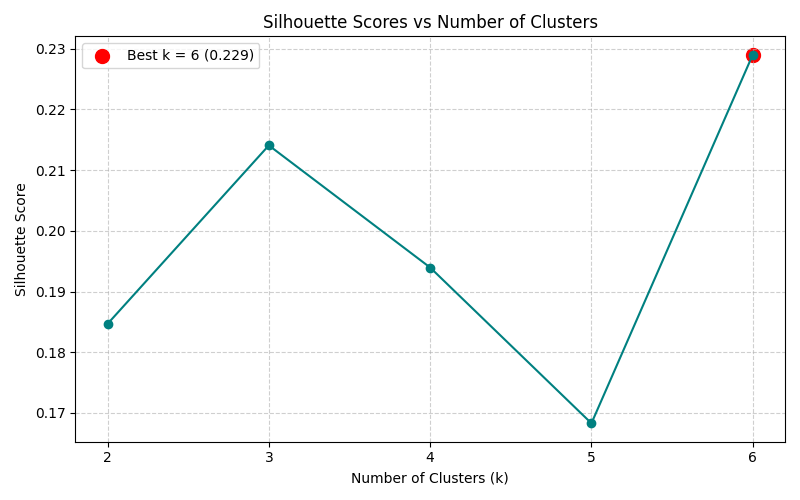 Silhouette Scores vs Number of Clusters
Best k = 6 (0.229)
Silhouette Score
0.23
0.22
0.21
0.20
0.19
0.18
0.17
2 3 4 5 6
Number of Clusters (k)